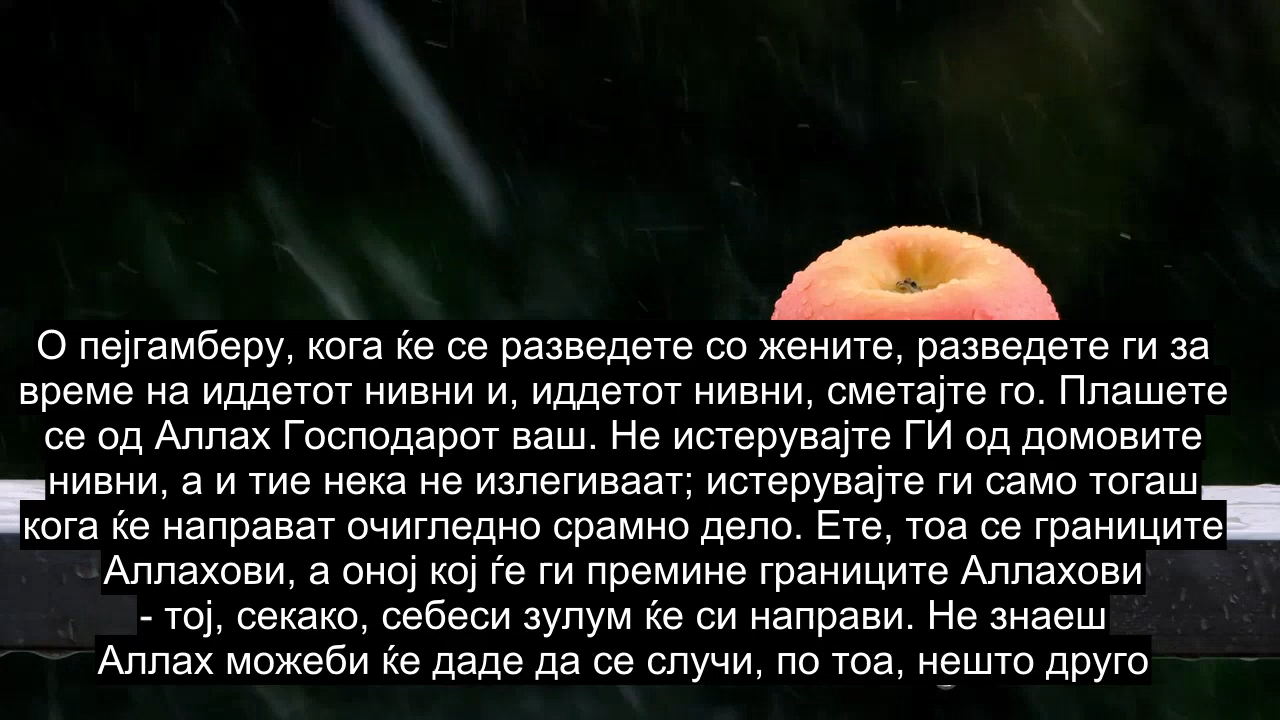 О пејгамберу, кога ќе се разведете со жените, разведете ги за
време на иддетот нивни и, иддетот нивни, сметајте го. Плашете
се од Аллах Господарот ваш. Не истерувајте ГИ од домовите
нивни, а и тие нека не излегиваат; истерувајте ги само тогаш
кога ќе направат очигледно срамно дело. Ете, тоа се границите
Аллахови, а оној кој ѓе ги премине границите Аллахови
- тој, секако, себеси зулум ќе си направи. Не знаеш
Аллах можеби ќе даде да се случи, по тоа, нешто друго